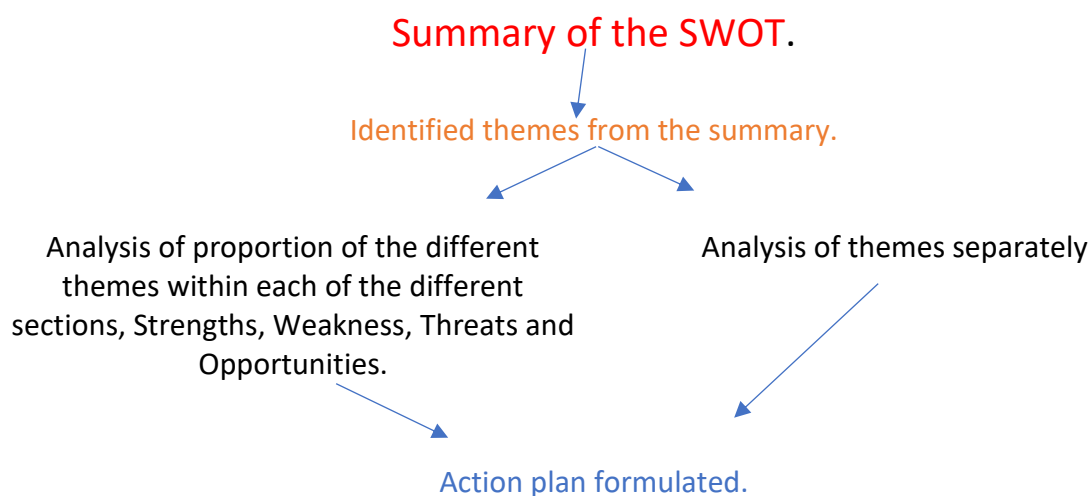 Summary of the SWOT.
Identified themes from the summary.
Analysis of proportion of the different
themes within each of the different
sections, Strengths, Weakness, Threats and
Opportunities.
Analysis of themes separately
Action plan formulated.